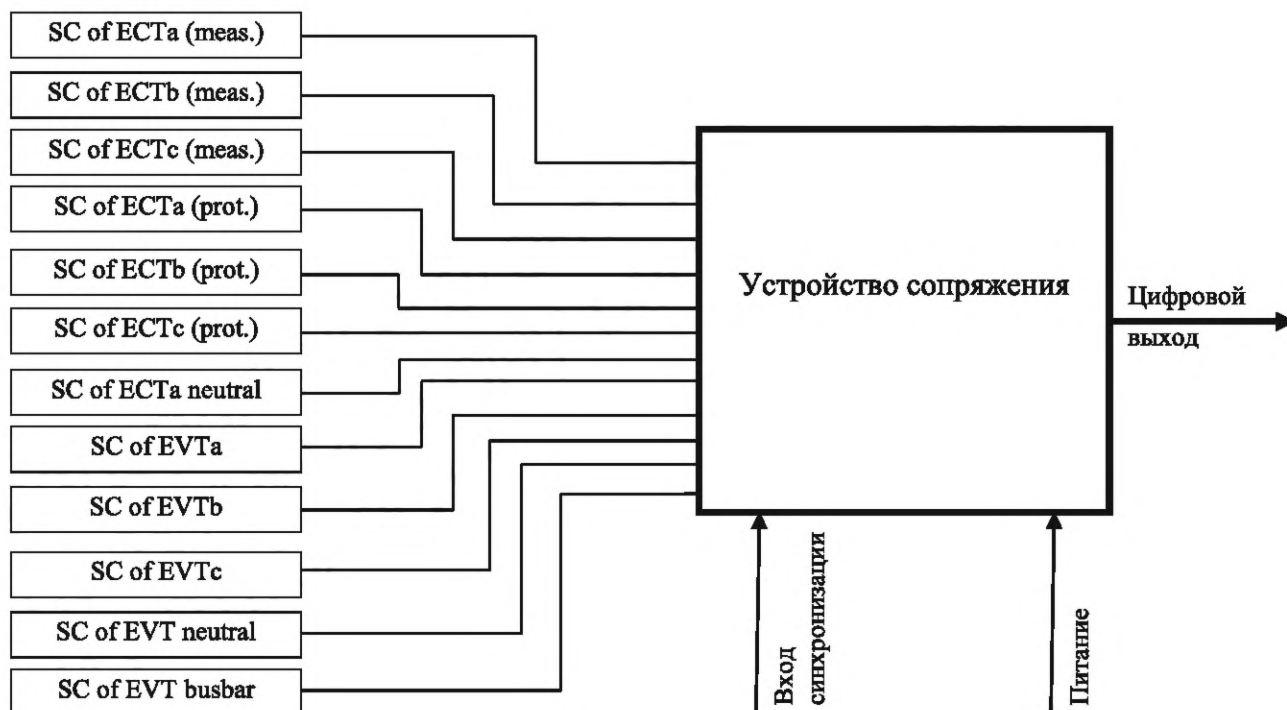 SC of ECTa (meas.)
SC of ECTb (meas.)
SC of ECTc (meas.)
SC of ECTa (prot.)
SC of ECTb (prot.)
SC of ECTc (prot.)
SC of ECTa neutral
SC of EVTa
SC of EVTb
SC of EVTc
SC of EVT neutral
SC of EVT busbar
Устройство сопряжения
Цифровой
выход
Вход
синхронизации
Питание